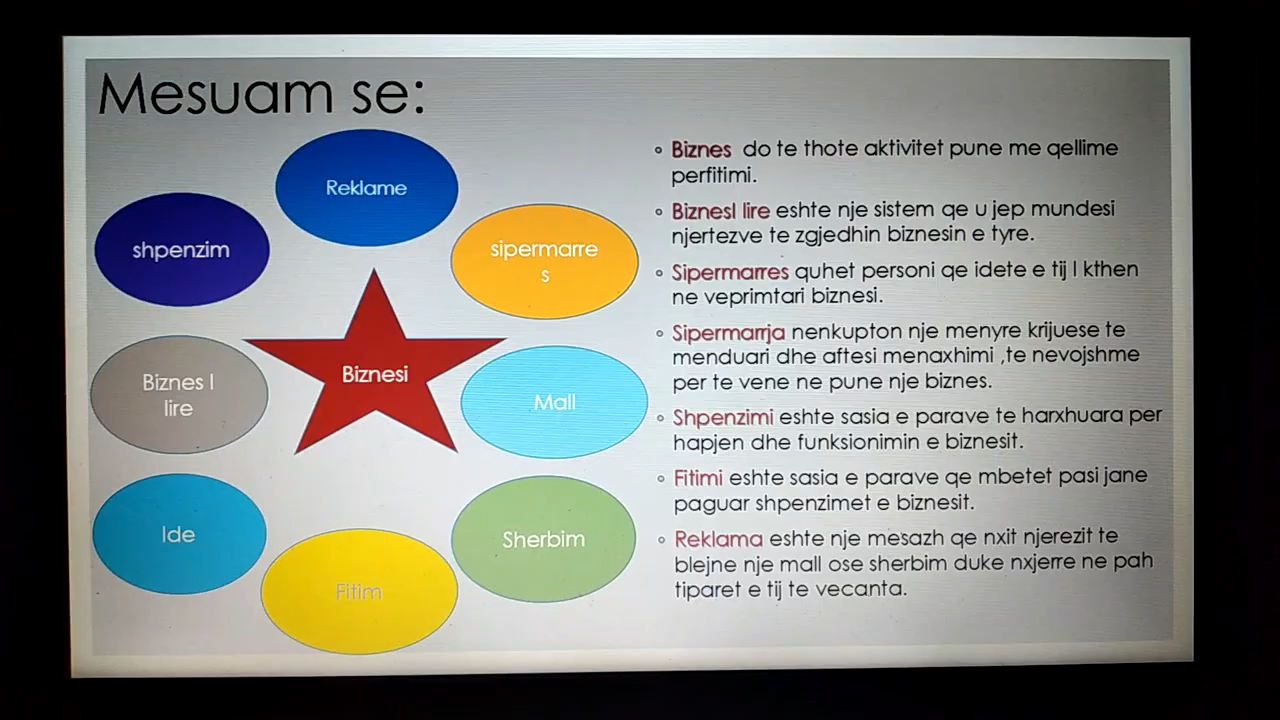 Mesuam se:
Reklame
shpenzim
sipermarre
s
Biznesi
Biznes I
lire
Mall
Ide
Sherbim
Fitim
Biznes do te thote aktivitet pune me qellime
perfitimi.
BiznesI lire eshte nje sistem qe u jep mundesi
njertezve te zgjedhin biznesin e tyre.
Sipermarres quhet personi qe idete e tij I kthen
ne veprimtari biznesi.
Sipermarrja nenkupton nje menyre krijuese te
menduari dhe aftesi menaxhimi ,te nevojshme
per te vene ne pune nje biznes.
Shpenzimi eshte sasia e parave te harxhuara per
hapjen dhe funksionimin e biznesit.
Fitimi eshte sasia e parave qe mbetet pasi jane
paguar shpenzimet e biznesit.
Reklama eshte nje mesazh qe nxit njerezit te
blejne nje mall ose sherbim duke nxjerre ne pah
tiparet e tij te vecanta.